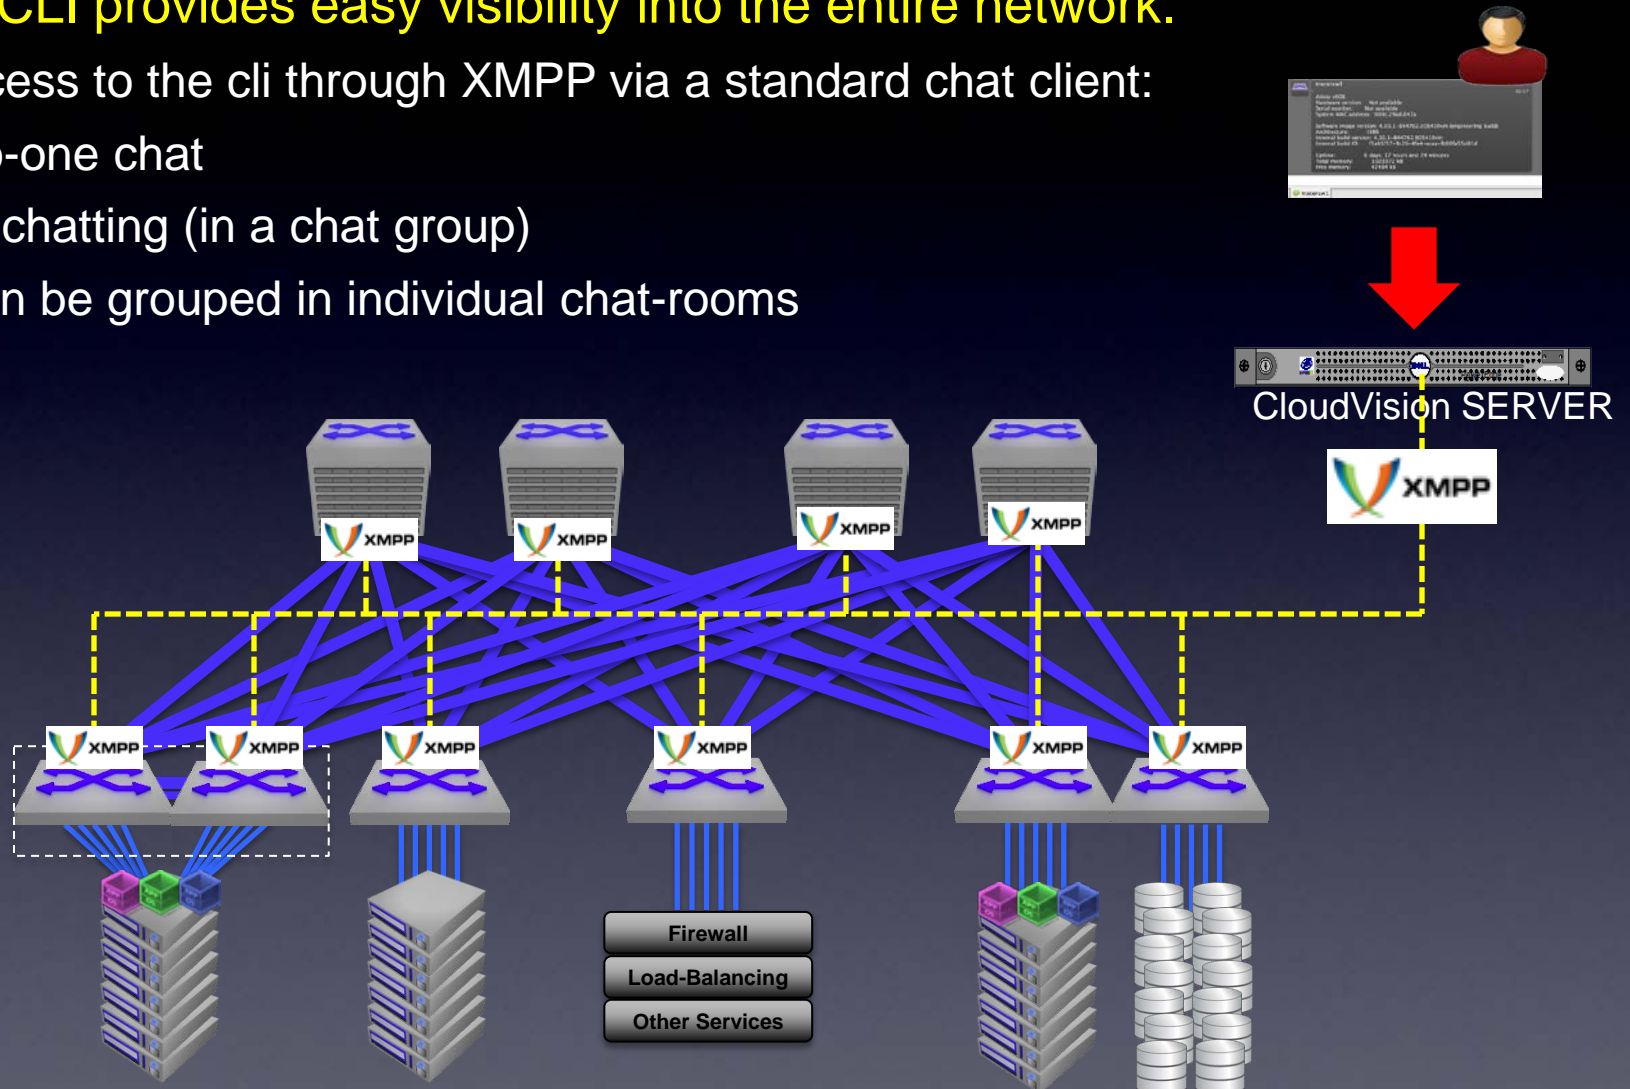 CLI provides easy visibility into the entire network.
cess to the cli through XMPP via a standard chat client:
o-one chat
chatting (in a chat group)
n be grouped in individual chat-rooms
CloudVision SERVER
XMPP
XMPP
XMPP
XMPP
XMPP
XMPP
XMPP
XMPP
XMPP
XMPP
XMPP
Firewall
Load-Balancing
Other Services